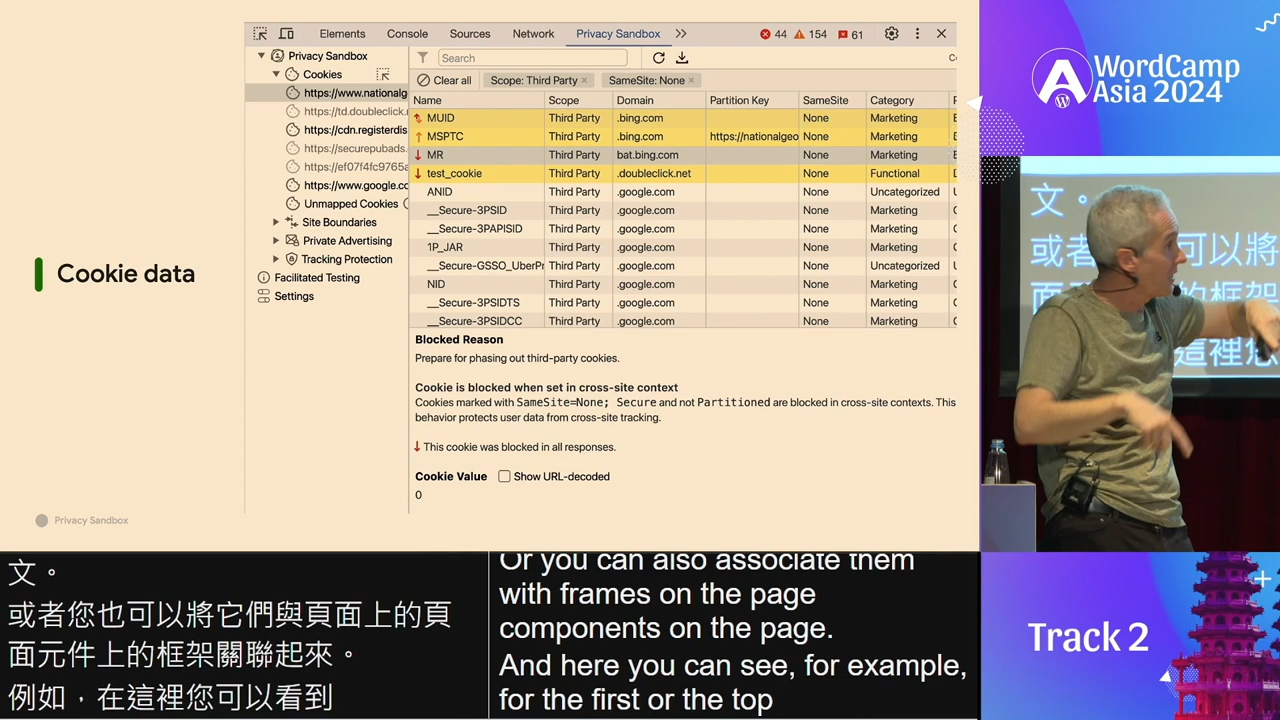 Cookie data
Privacy Sandbox
Elements Console Sources Network Privacy Sandbox 44 154 61
Privacy Sandbox
Cookies
https://www.nationalg
https://td.doubleclick.
https://cdn.registerdis
https://securepubads.
https://ef07f4fc9765a
https://www.google.co
Unmapped Cookies
Site Boundaries
Private Advertising
Tracking Protection
Facilitated Testing
Settings
Search
Clear all Scope: Third Party × SameSite: None ×
Name Scope Domain Partition Key SameSite Category
MUID Third Party .bing.com None Marketing
MSPTC Third Party .bing.com https://nationalgeo None Marketing
MR Third Party bat.bing.com None Marketing
test_cookie Third Party .doubleclick.net None Functional
ANID Third Party .google.com None Uncategorized
__Secure-3PSID Third Party .google.com None Marketing
__Secure-3PAPISID Third Party .google.com None Marketing
1P_JAR Third Party .google.com None Marketing
__Secure-GSSO_UberPr Third Party .google.com None Uncategorized
NID Third Party .google.com None Marketing
__Secure-3PSIDTS Third Party .google.com None Marketing
__Secure-3PSIDCC Third Party .google.com None Marketing
Blocked Reason
Prepare for phasing out third-party cookies.
Cookie is blocked when set in cross-site context
Cookies marked with SameSite=None; Secure and not Partitioned are blocked in cross-site contexts. This
behavior protects user data from cross-site tracking.
This cookie was blocked in all responses.
Cookie Value Show URL-decoded
0
WordCamp
Asia 2024
文。
或者 可以將
的框架
這裡您
文。
或者您也可以將它們與頁面上的頁
面元件上的框架關聯起來。
例如，在這裡您可以看到
Or you can also associate them
with frames on the page
components on the page.
And here you can see, for example,
for the first or the top
Track 2